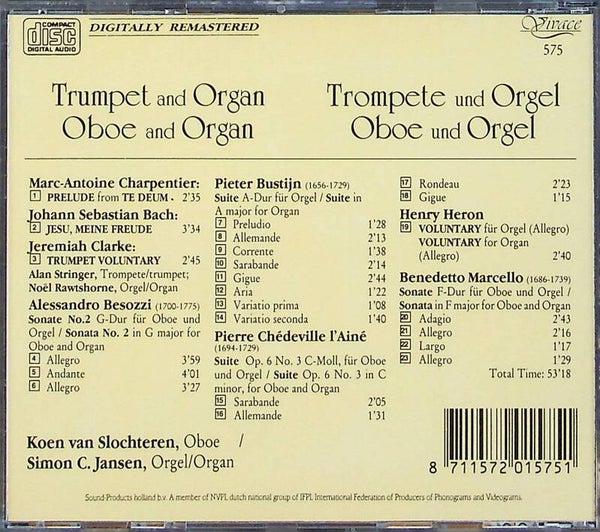 COMPACT
disc
DIGITAL AUDIO
DIGITALLY REMASTERED
Vivace
575
Trumpet and Organ
Oboe and Organ
Trompete und Orgel
Oboe und Orgel
Marc-Antoine Charpentier:
1 PRELUDE from TE DEUM . 2'35
Johann Sebastian Bach:
2 JESU, MEINE FREUDE 3'34
Jeremiah Clarke:
3 TRUMPET VOLUNTARY 2'45
Alan Stringer, Trompete/trumpet;
Noël Rawtshorne, Orgel/Organ
Alessandro Besozzi (1700-1775)
Sonate No.2 G-Dur für Oboe und
Orgel / Sonata No. 2 in G major for
Oboe and Organ
4 Allegro 3'59
5 Andante 4'01
6 Allegro 3'27
Pieter Bustijn (1656-1729)
Suite A-Dur für Orgel / Suite in
A major for Organ
7 Preludio 1'28
8 Allemande 2'13
9 Corrente 1'38
10 Sarabande 2'14
11 Gigue 2'44
12 Aria 1'22
13 Variatio prima 1'08
14 Variatio seconda 1'40
Pierre Chédeville l'Ainé
(1694-1729)
Suite Op. 6 No. 3 C-Moll, für Oboe
und Orgel / Suite Op. 6 No. 3 in C
minor, for Oboe and Organ
15 Sarabande 2'05
16 Allemande 1'31
17 Rondeau 2'23
18 Gigue 1'15
Henry Heron
19 VOLUNTARY für Orgel (Allegro)
VOLUNTARY for Organ
(Allegro) 2'40
Benedetto Marcello (1686-1739)
Sonate F-Dur für Oboe und Orgel /
Sonata in F major for Oboe and Organ
20 Adagio 2'43
21 Allegro 2'16
22 Largo 1'17
23 Allegro 1'29
Total Time: 53'18
Koen van Slochteren, Oboe /
Simon C. Jansen, Orgel/Organ
8 711572 015751
Sound-Products holland b.v. A member of NVPI, dutch national group of IFPI, International Federation of Producers of Phonograms and Videograms.